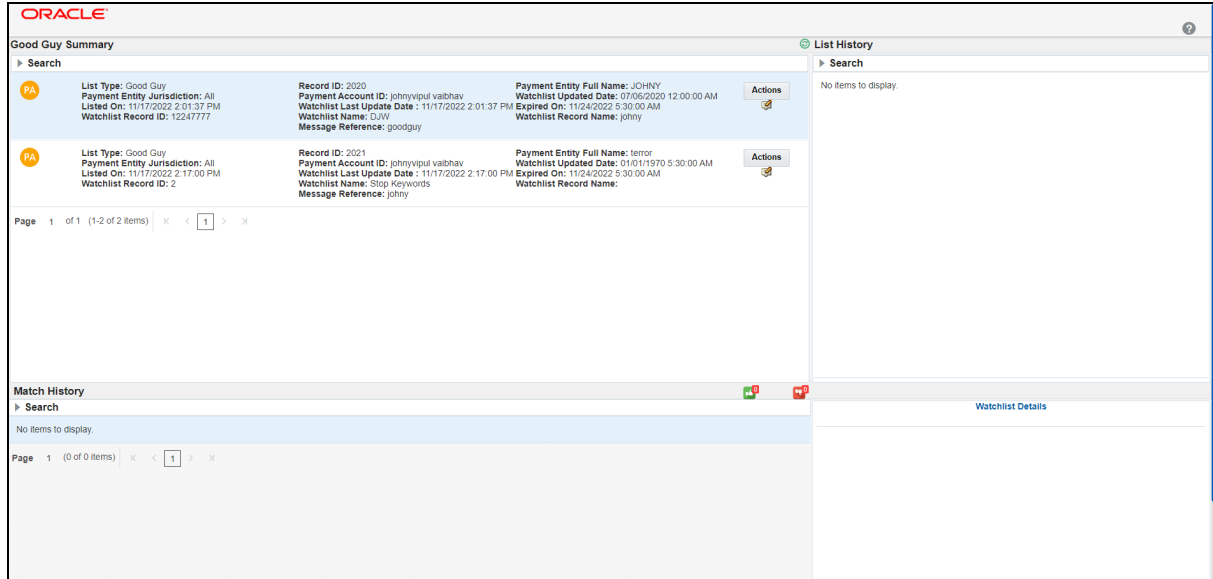 ORACLE
Good Guy Summary
Search
PA
List Type: Good Guy
Payment Entity Jurisdiction: All
Listed On: 11/17/2022 2:01:37 PM
Watchlist Record ID: 12247777
Record ID: 2020
Payment Account ID: johnyvipul vaibhav
Watchlist Last Update Date : 11/17/2022 2:01:37 PM
Watchlist Name: DJW
Message Reference: goodguy
Payment Entity Full Name: JOHNY
Watchlist Updated Date: 07/06/2020 12:00:00 AM
Expired On: 11/24/2022 5:30:00 AM
Watchlist Record Name: johny
Actions
PA
List Type: Good Guy
Payment Entity Jurisdiction: All
Listed On: 11/17/2022 2:17:00 PM
Watchlist Record ID: 2
Record ID: 2021
Payment Account ID: johnyvipul vaibhav
Watchlist Last Update Date : 11/17/2022 2:17:00 PM
Watchlist Name: Stop Keywords
Message Reference: johny
Payment Entity Full Name: terror
Watchlist Updated Date: 01/01/1970 5:30:00 AM
Expired On: 11/24/2022 5:30:00 AM
Watchlist Record Name:
Actions
Page 1 of 1 (1-2 of 2 items) 1
List History
Search
No items to display.
Match History
0
0
Search
No items to display.
Page 1 (0 of 0 items) 1
Watchlist Details